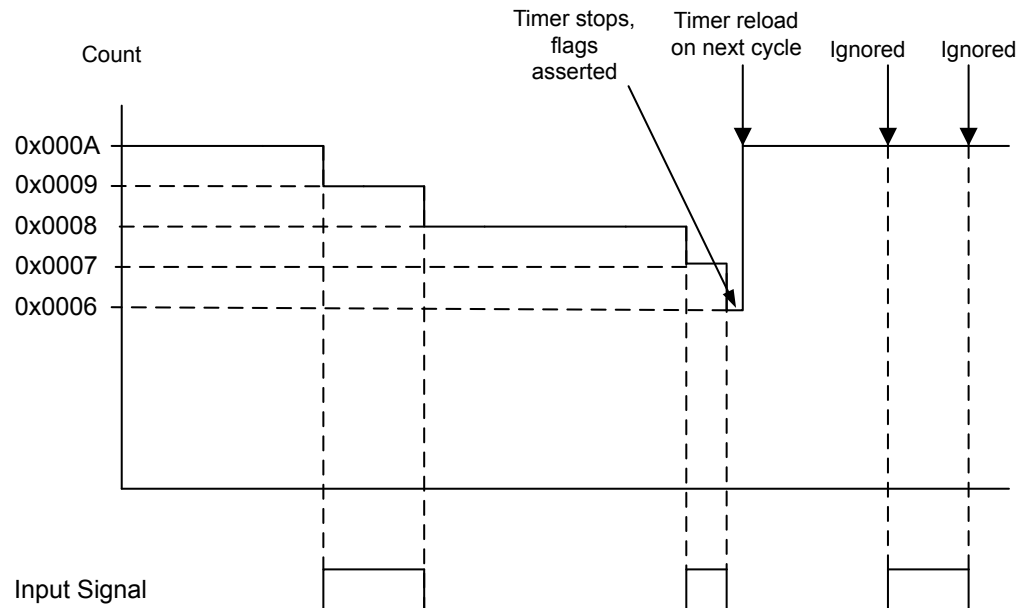 Timer stops,
flags
asserted
Timer reload
on next cycle
Ignored
Ignored
Count
0x000A
0x0009
0x0008
0x0007
0x0006
Input Signal